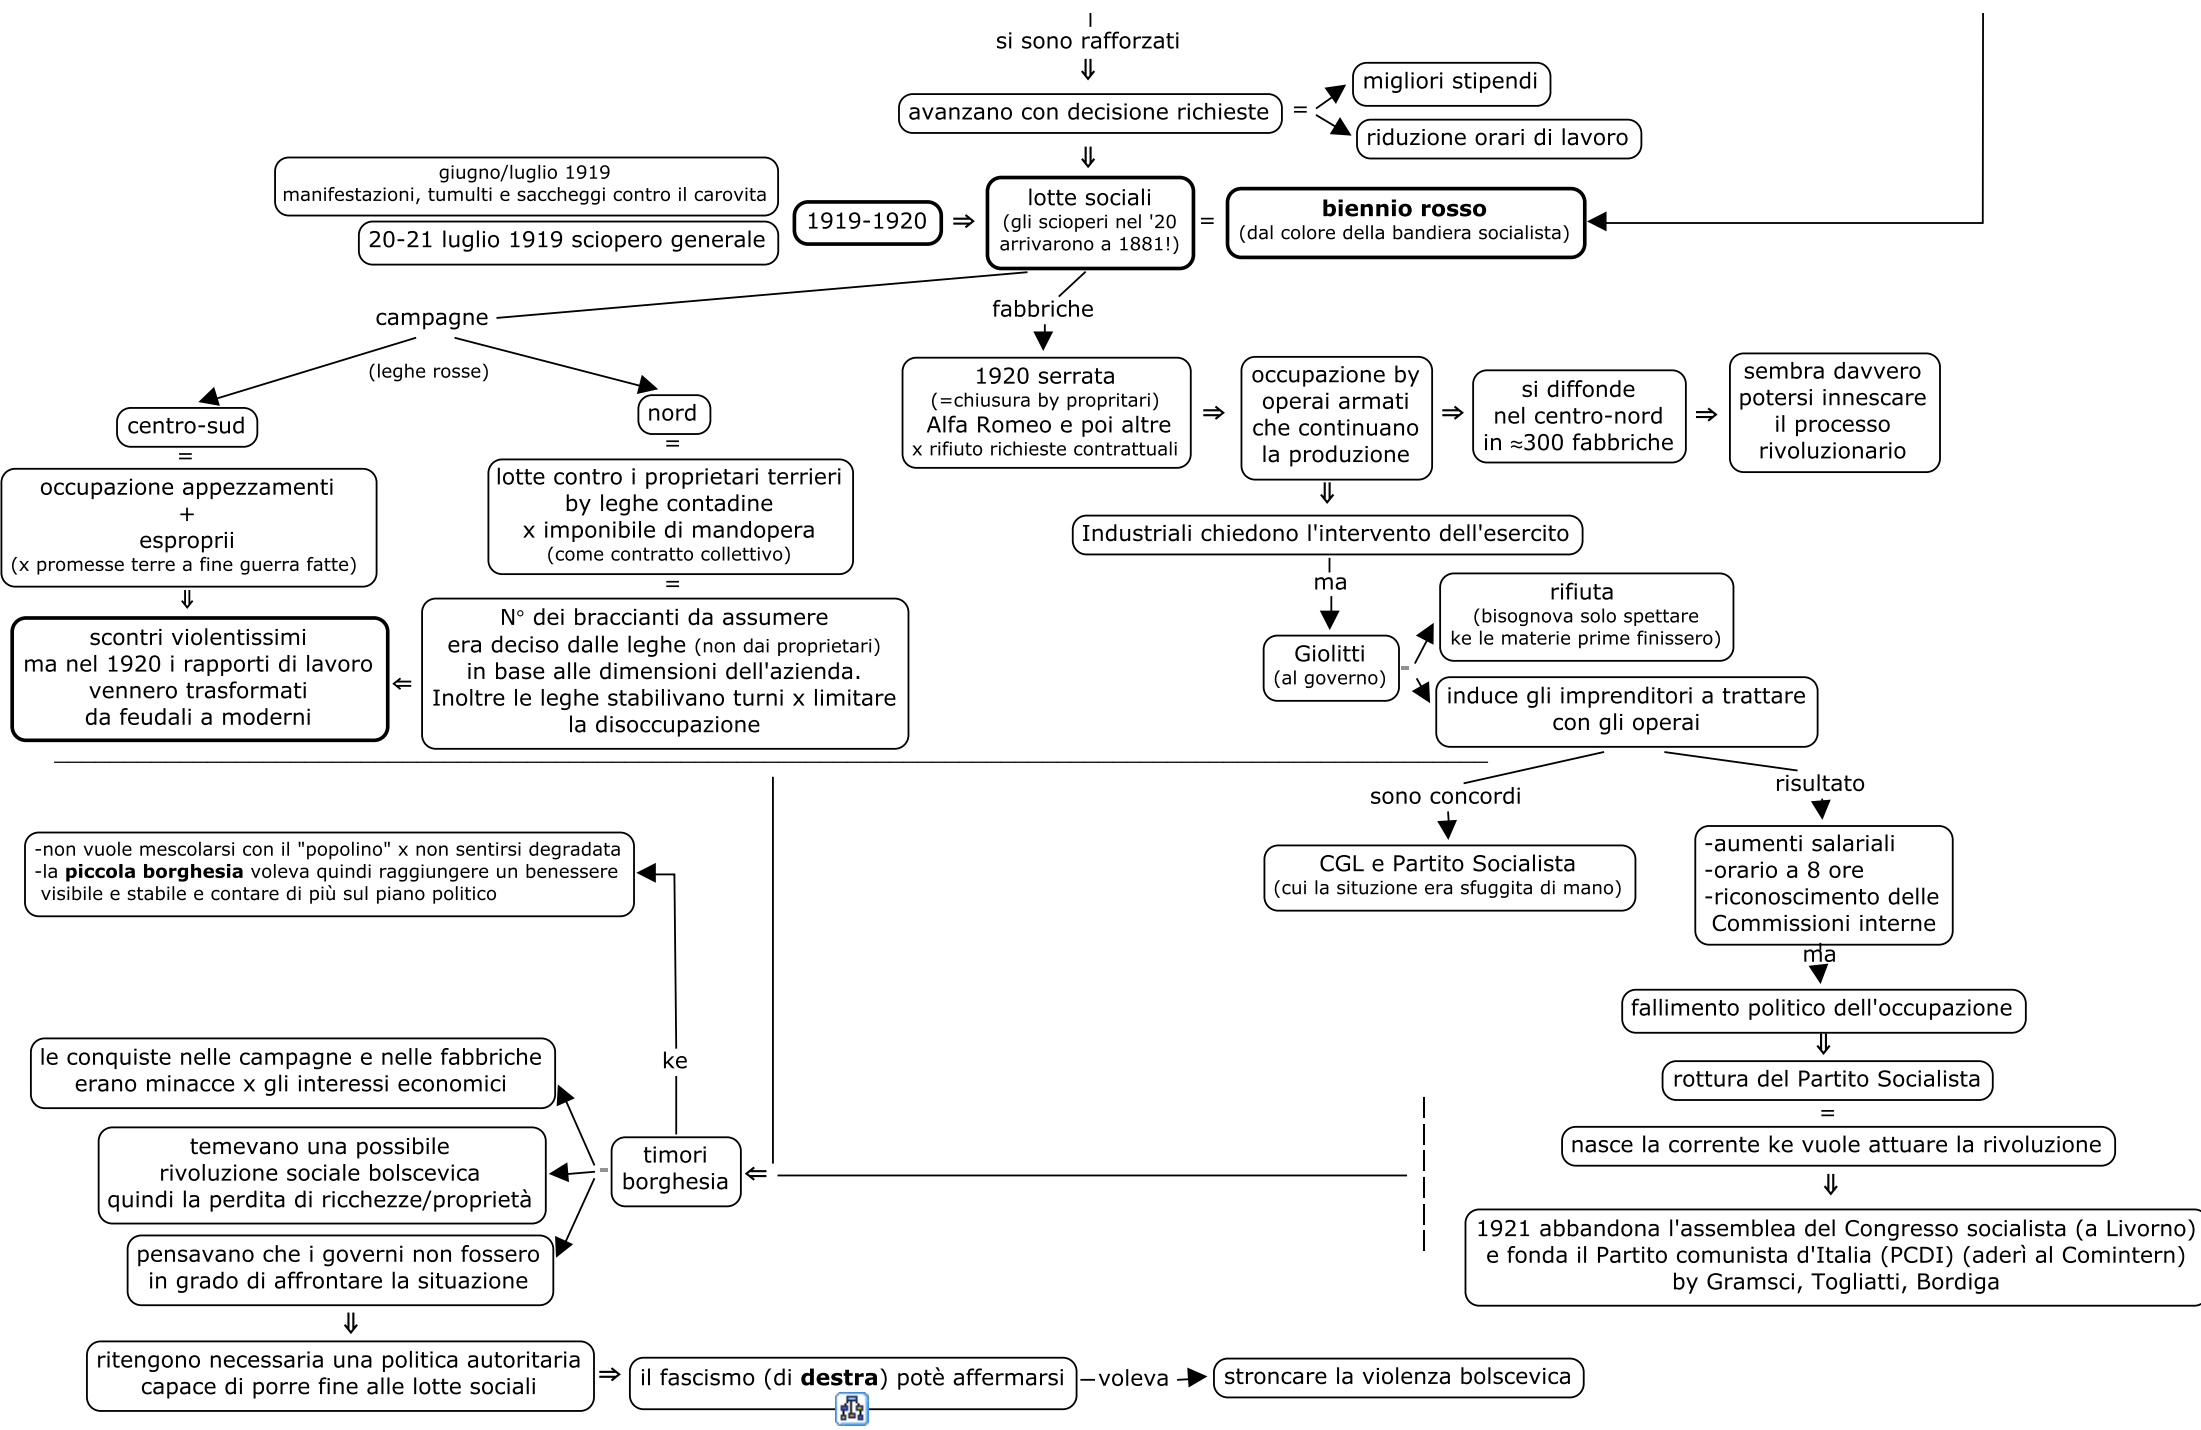 si sono rafforzati
⇓
avanzano con decisione richieste
=
migliori stipendi
riduzione orari di lavoro
⇓
giugno/luglio 1919
manifestazioni, tumulti e saccheggi contro il carovita
20-21 luglio 1919 sciopero generale
1919-1920
⇒
lotte sociali
(gli scioperi nel '20
arrivarono a 1881!)
=
biennio rosso
(dal colore della bandiera socialista)
campagne
(leghe rosse)
centro-sud
=
occupazione appezzamenti
+
esproprii
(x promesse terre a fine guerra fatte)
⇓
scontri violentissimi
ma nel 1920 i rapporti di lavoro
vennero trasformati
da feudali a moderni
nord
=
lotte contro i proprietari terrieri
by leghe contadine
x imponibile di mandopera
(come contratto collettivo)
=
N° dei braccianti da assumere
era deciso dalle leghe (non dai proprietari)
in base alle dimensioni dell'azienda.
Inoltre le leghe stabilivano turni x limitare
la disoccupazione
⇐
fabbriche
1920 serrata
(=chiusura by propritari)
Alfa Romeo e poi altre
x rifiuto richieste contrattuali
⇒
occupazione by
operai armati
che continuano
la produzione
⇒
si diffonde
nel centro-nord
in ≈300 fabbriche
⇒
sembra davvero
potersi innescare
il processo
rivoluzionario
⇓
Industriali chiedono l'intervento dell'esercito
ma
Giolitti
(al governo)
=
rifiuta
(bisognova solo spettare
ke le materie prime finissero)
induce gli imprenditori a trattare
con gli operai
sono concordi
CGL e Partito Socialista
(cui la situzione era sfuggita di mano)
risultato
-aumenti salariali
-orario a 8 ore
-riconoscimento delle
Commissioni interne
ma
fallimento politico dell'occupazione
⇓
rottura del Partito Socialista
=
nasce la corrente ke vuole attuare la rivoluzione
⇓
1921 abbandona l'assemblea del Congresso socialista (a Livorno)
e fonda il Partito comunista d'Italia (PCDI) (aderì al Comintern)
by Gramsci, Togliatti, Bordiga
-non vuole mescolarsi con il "popolino" x non sentirsi degradata
-la piccola borghesia voleva quindi raggiungere un benessere
visibile e stabile e contare di più sul piano politico
ke
timori
borghesia
⇐
=
le conquiste nelle campagne e nelle fabbriche
erano minacce x gli interessi economici
temevano una possibile
rivoluzione sociale bolscevica
quindi la perdita di ricchezze/proprietà
pensavano che i governi non fossero
in grado di affrontare la situazione
⇓
ritengono necessaria una politica autoritaria
capace di porre fine alle lotte sociali
⇒
il fascismo (di destra) potè affermarsi
voleva
stroncare la violenza bolscevica